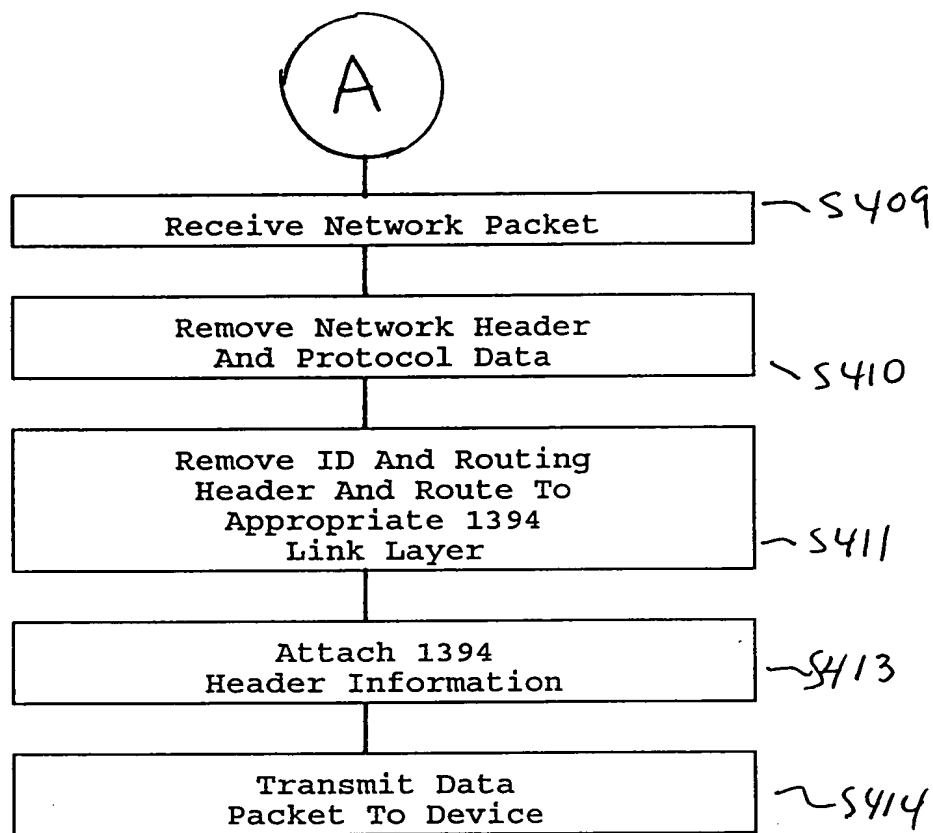 A
Receive Network Packet
S409
Remove Network Header
And Protocol Data
S410
Remove ID And Routing
Header And Route To
Appropriate 1394
Link Layer
S411
Attach 1394
Header Information
S413
Transmit Data
Packet To Device
S414